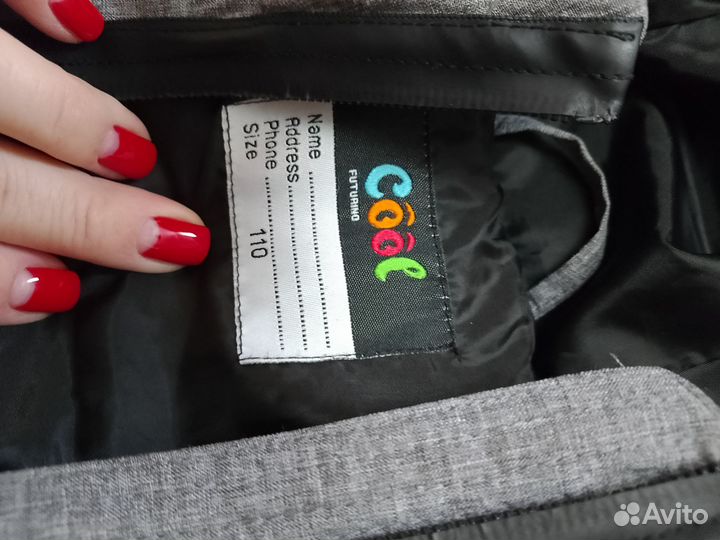 Cool
FUTURINO
Name ..................
Address ..................
Phone ..................
Size 110
Avito